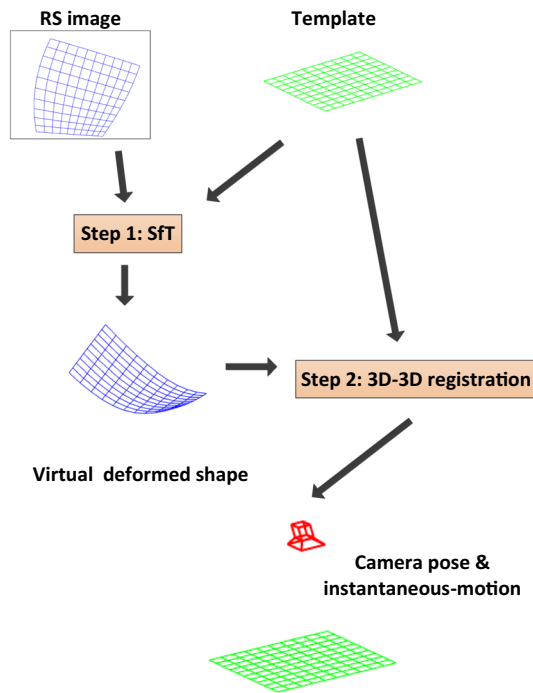 RS image
Template
Step 1: SfT
Step 2: 3D-3D registration
Virtual deformed shape
Camera pose &
instantaneous-motion